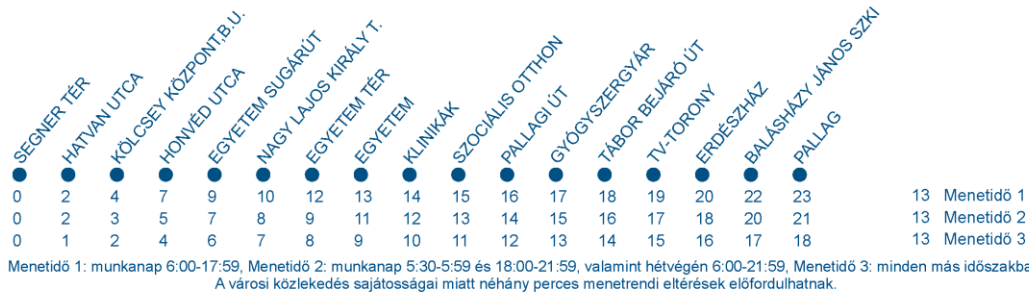 SEGNER TÉR
HATVAN UTCA
KÖLCSEY KÖZPONT,B.U.
HONVÉD UTCA
EGYETEM SUGÁRÚT
NAGY LAJOS KIRÁLY T.
EGYETEM TÉR
EGYETEM
KLINIKÁK
SZOCIÁLIS OTTHON
PALLAGI ÚT
GYÓGYSZERGYÁR
TÁBOR BEJÁRÓ ÚT
TV-TORONY
ERDÉSZHÁZ
BALÁSHÁZY JÁNOS SZKI
PALLAG
0 2 4 7 9 10 12 13 14 15 16 17 18 19 20 22 23 13 Menetidő 1
0 2 3 5 7 8 9 11 12 13 14 15 16 17 18 20 21 13 Menetidő 2
0 1 2 4 6 7 8 9 10 11 12 13 14 15 16 17 18 13 Menetidő 3
Menetidő 1: munkanap 6:00-17:59, Menetidő 2: munkanap 5:30-5:59 és 18:00-21:59, valamint hétvégén 6:00-21:59, Menetidő 3: minden más időszakba
A városi közlekedés sajátosságai miatt néhány perces menetrendi eltérések előfordulhatnak.